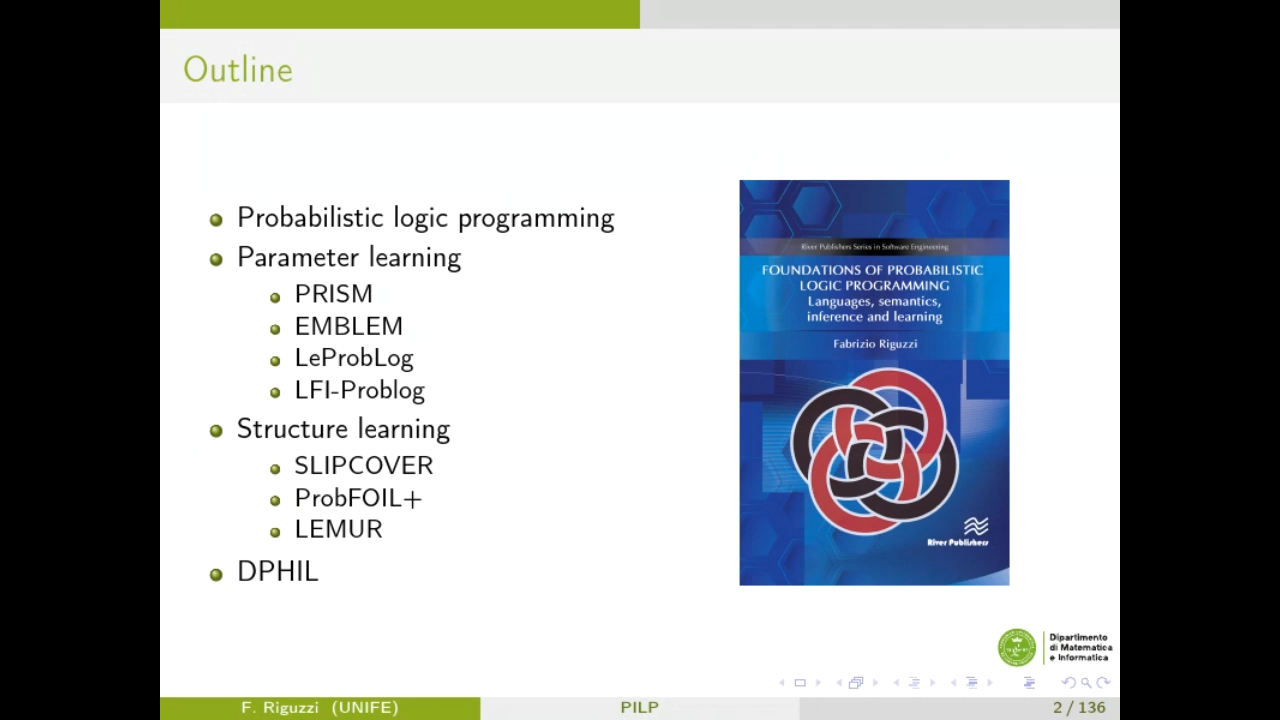 Outline
Probabilistic logic programming
Parameter learning
PRISM
EMBLEM
LeProbLog
LFI-Problog
Structure learning
SLIPCOVER
ProbFOIL+
LEMUR
DPHIL
River Publishers Series in Software Engineering
FOUNDATIONS OF PROBABILISTIC
LOGIC PROGRAMMING
Languages, semantics,
inference and learning
Fabrizio Riguzzi
River Publishers
Dipartimento
di Matematica
e Informatica
F. Riguzzi (UNIFE)
PILP
2 / 136